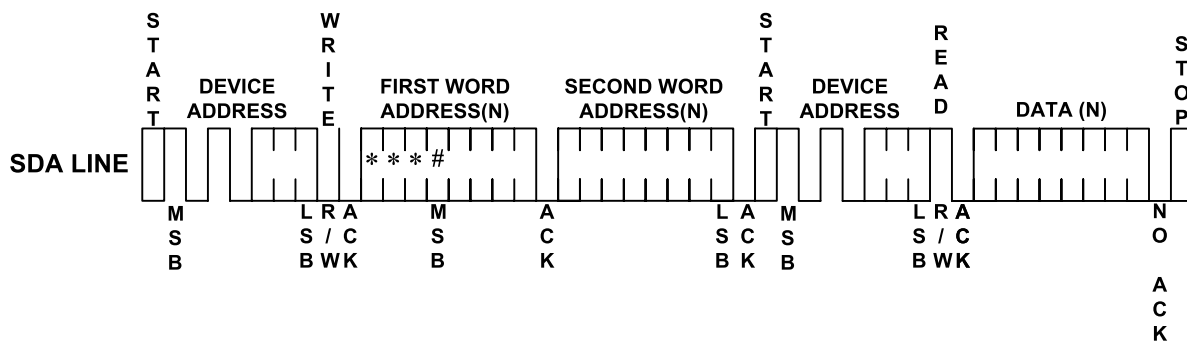 START
WRITE
START
READ
STOP
DEVICE
ADDRESS
FIRST WORD
ADDRESS(N)
SECOND WORD
ADDRESS(N)
DEVICE
ADDRESS
DATA (N)
SDA LINE
* * * #
MSB
LSB
R/W
ACK
MSB
ACK
LSB
ACK
MSB
LSB
R/W
ACK
NO ACK